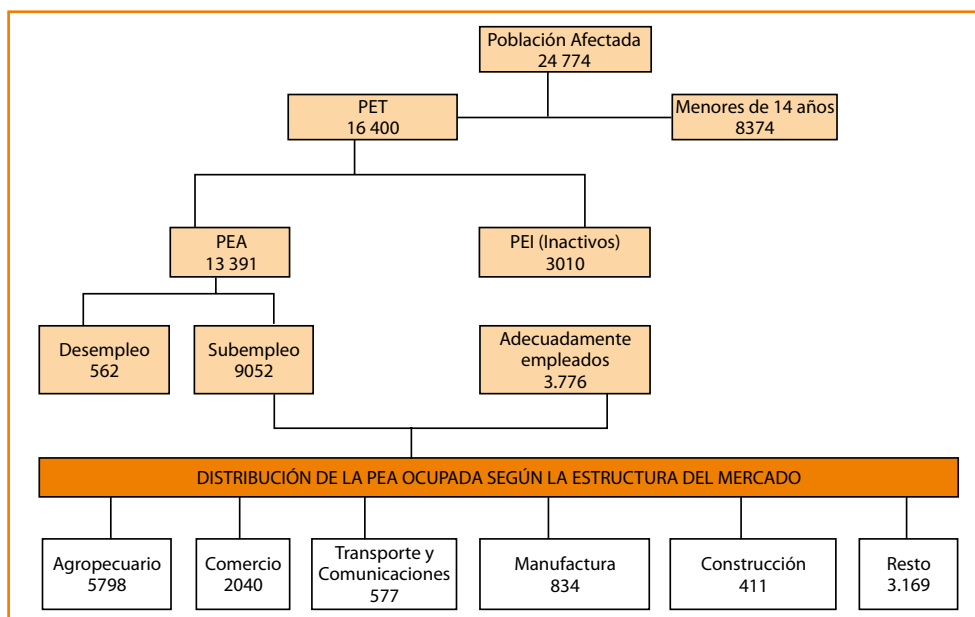 Población Afectada
24 774
PET
16 400
Menores de 14 años
8374
PEA
13 391
PEI (Inactivos)
3010
Desempleo
562
Subempleo
9052
Adecuadamente
empleados
3.776
DISTRIBUCIÓN DE LA PEA OCUPADA SEGÚN LA ESTRUCTURA DEL MERCADO
Agropecuario
5798
Comercio
2040
Transporte y
Comunicaciones
577
Manufactura
834
Construcción
411
Resto
3.169